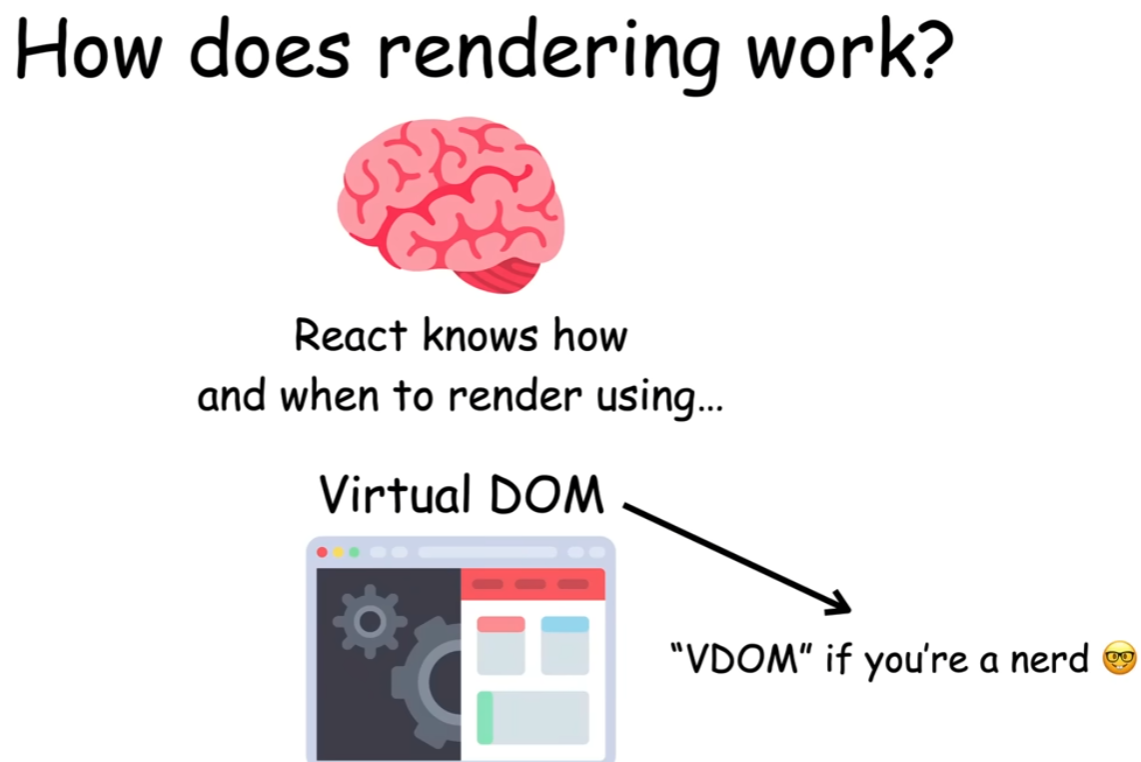 How does rendering work?
React knows how
and when to render using...
Virtual DOM
“VDOM” if you’re a nerd 🤓